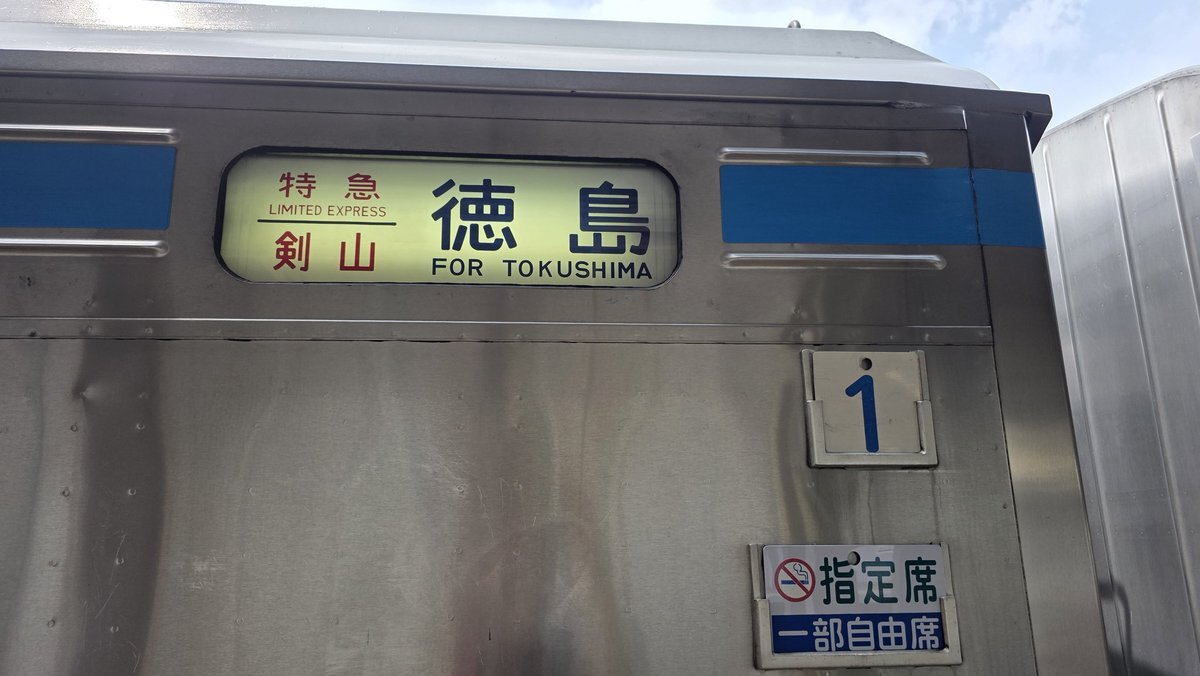 特急
LIMITED EXPRESS
剣山
徳島
FOR TOKUSHIMA
1
指定席
一部自由席